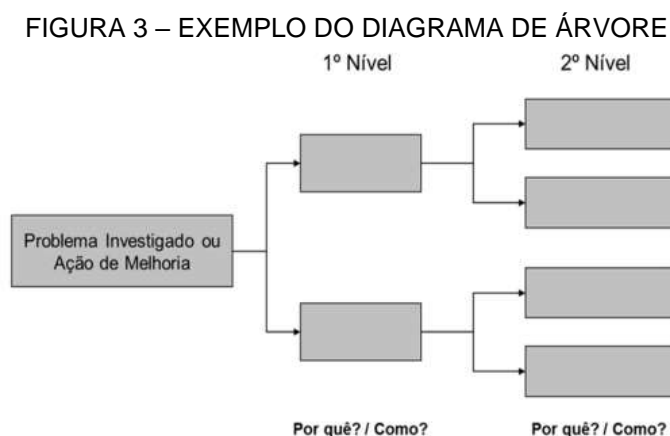 FIGURA 3 – EXEMPLO DO DIAGRAMA DE ÁRVORE
1º Nível
2º Nível
Problema Investigado ou
Ação de Melhoria
Por quê? / Como?
Por quê? / Como?